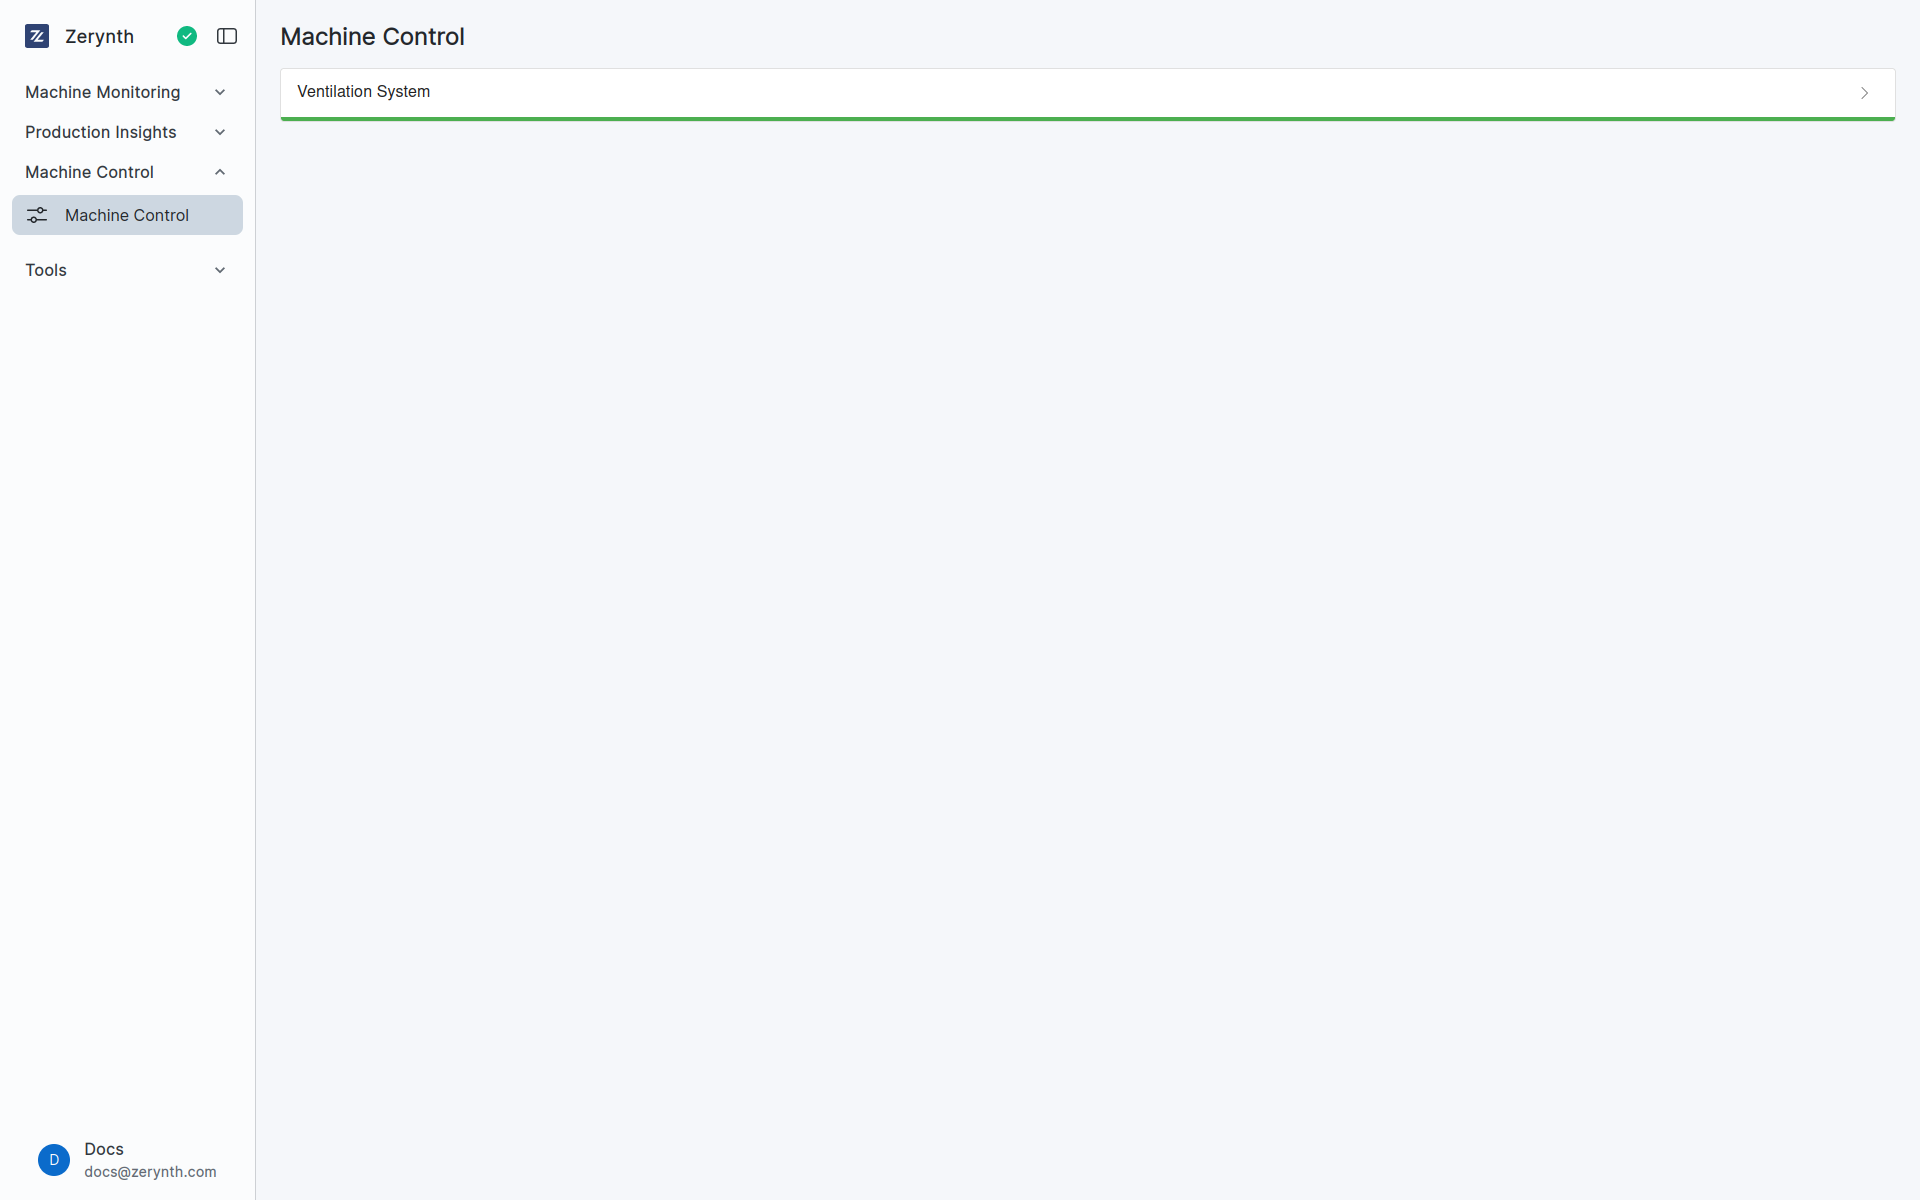 Zerynth
Machine Monitoring
Production Insights
Machine Control
Machine Control
Tools
Docs
docs@zerynth.com
D
Machine Control
Ventilation System